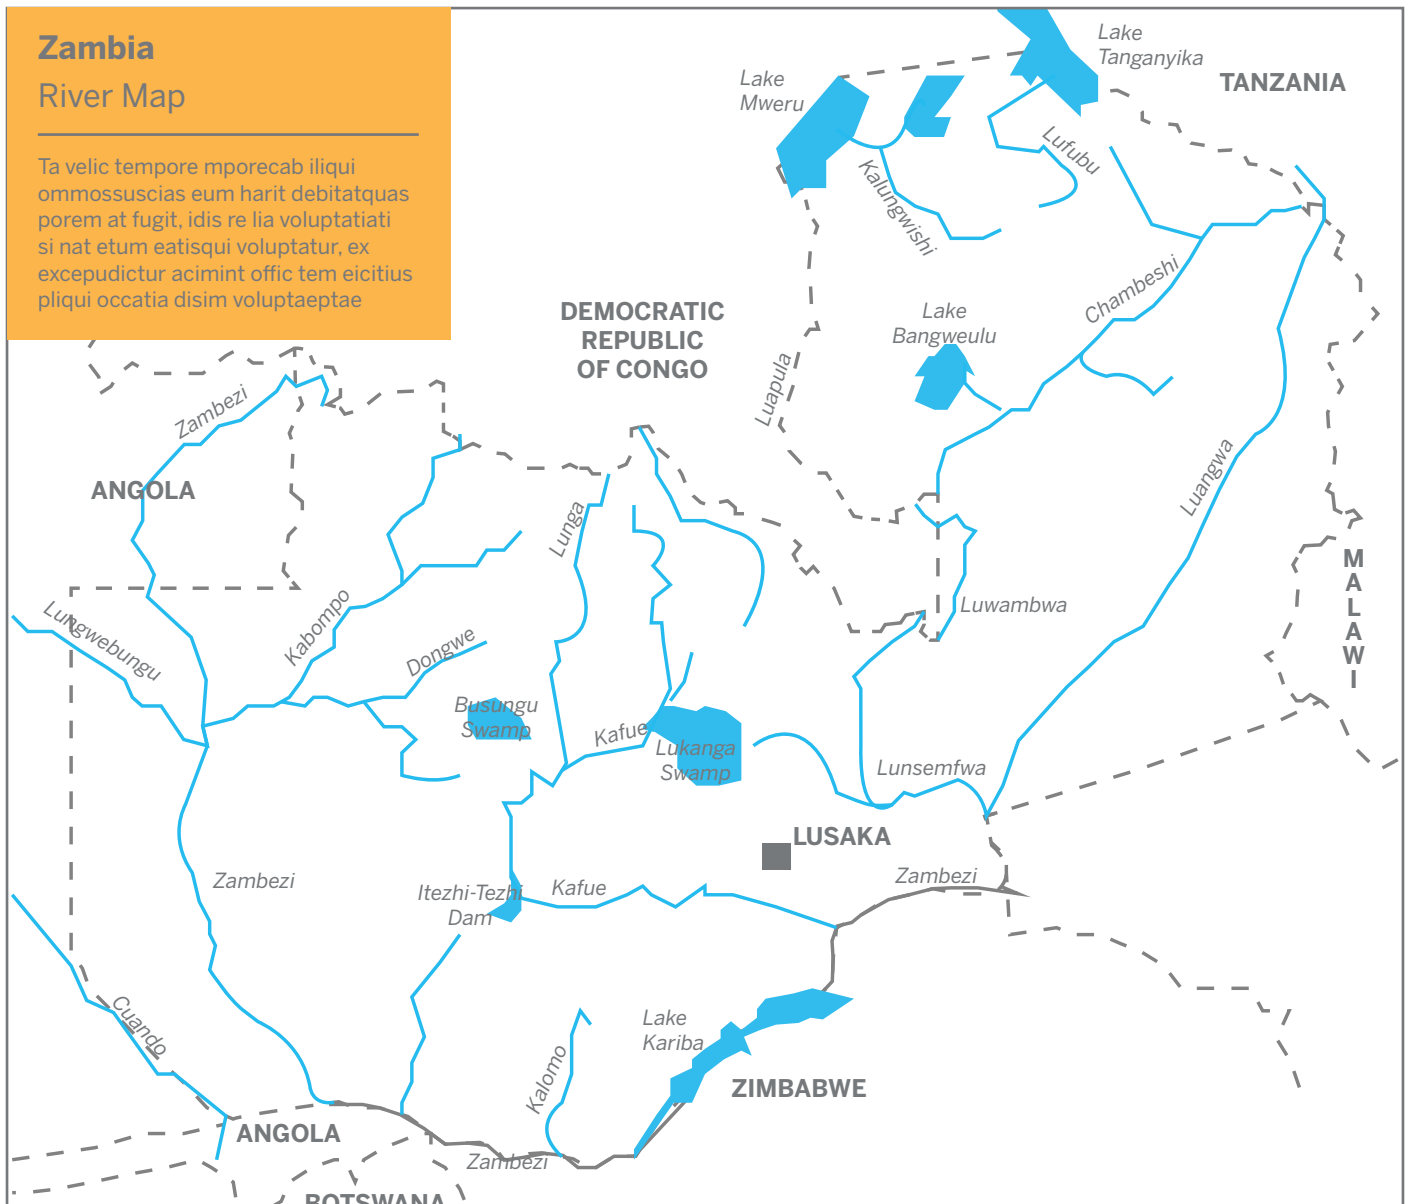 Zambia
River Map
Ta velic tempore mporecab iliqui
ommossuscias eum harit debitatquas
porem at fugit, idis re lia voluptatiati
si nat etum eatisqui voluptatur, ex
excepudictur acimint offic tem eicitius
pliqui occatia disim voluptaeptae
Lake
Tanganyika
TANZANIA
Lake
Mweru
Lufubu
Kalungwishi
Chambeshi
DEMOCRATIC
REPUBLIC
OF CONGO
Lake
Bangweulu
Luapula
Zambezi
ANGOLA
Luangwa
Lunga
M
A
L
A
W
I
Lungwebungu
Kabompo
Dongwe
Luwambwa
Busungu
Swamp
Kafue
Lukanga
Swamp
Lunsemfwa
LUSAKA
Zambezi
Zambezi
Itezhi-Tezhi
Dam
Kafue
Cuando
Lake
Kariba
Kalomo
ZIMBABWE
ANGOLA
Zambezi
BOTSWANA